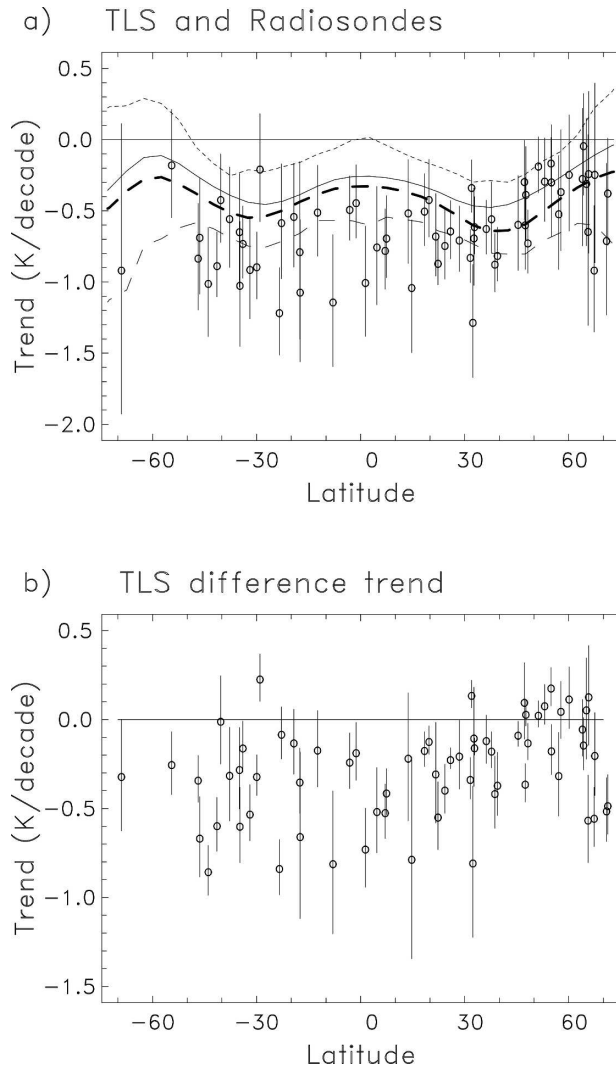 a) TLS and Radiosondes
0.5
0.0
−0.5
−1.0
−1.5
−2.0
Trend (K/decade)
−60 −30 0 30 60
Latitude
b) TLS difference trend
0.5
0.0
−0.5
−1.0
−1.5
Trend (K/decade)
−60 −30 0 30 60
Latitude